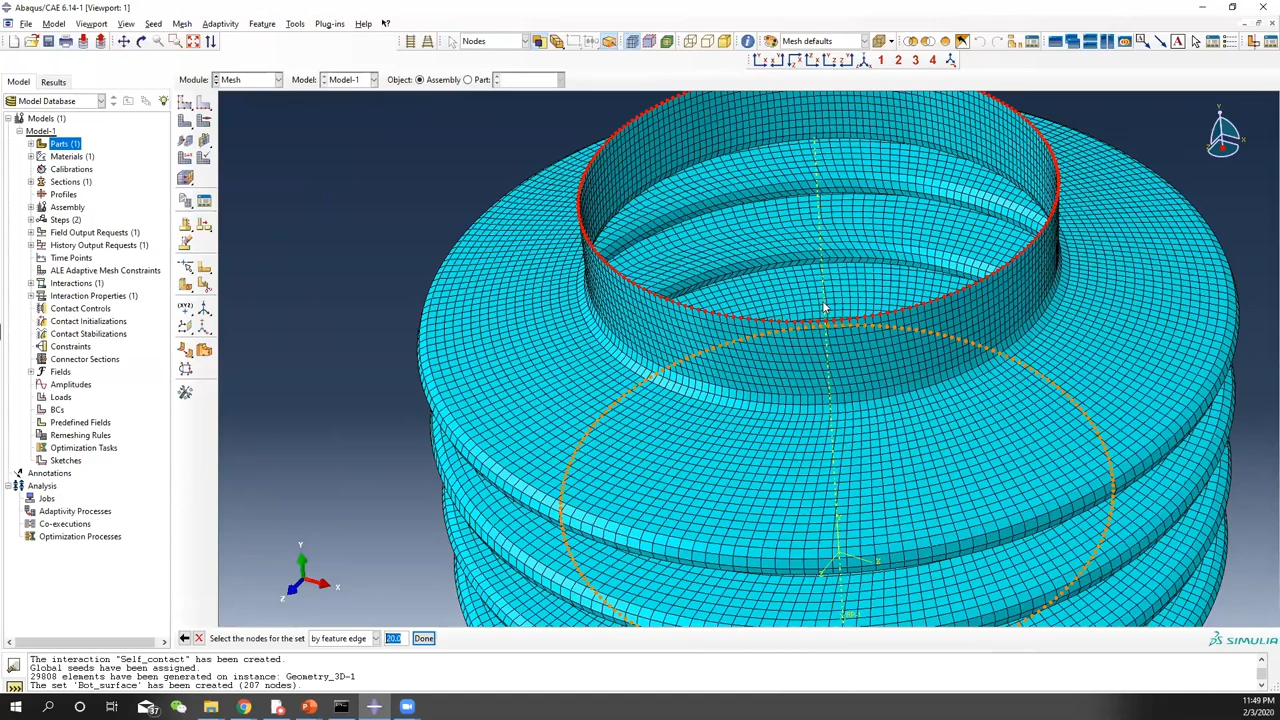 Abaqus/CAE 6.14-1 [Viewport: 1]
File Model Viewport View Seed Mesh Adaptivity Feature Tools Plug-ins Help
Nodes Mesh defaults
1 2 3 4
Model Results Module: Mesh Model: Model-1 Object: Assembly Part:
Model Database
Models (1)
Model-1
Parts (1)
Materials (1)
Calibrations
Sections (1)
Profiles
Assembly
Steps (2)
Field Output Requests (1)
History Output Requests (1)
Time Points
ALE Adaptive Mesh Constraints
Interactions (1)
Interaction Properties (1)
Contact Controls
Contact Initializations
Contact Stabilizations
Constraints
Connector Sections
Fields
Amplitudes
Loads
BCs
Predefined Fields
Remeshing Rules
Optimization Tasks
Sketches
Annotations
Analysis
Jobs
Adaptivity Processes
Co-executions
Optimization Processes
Y
X
Z
Select the nodes for the set by feature edge 20.0 Done
SIMULIA
The interaction "Self_contact" has been created.
Global seeds have been assigned.
29808 elements have been generated on instance: Geometry_3D-1
The set 'Bot_surface' has been created (207 nodes).
37
11:49 PM
2/3/2020